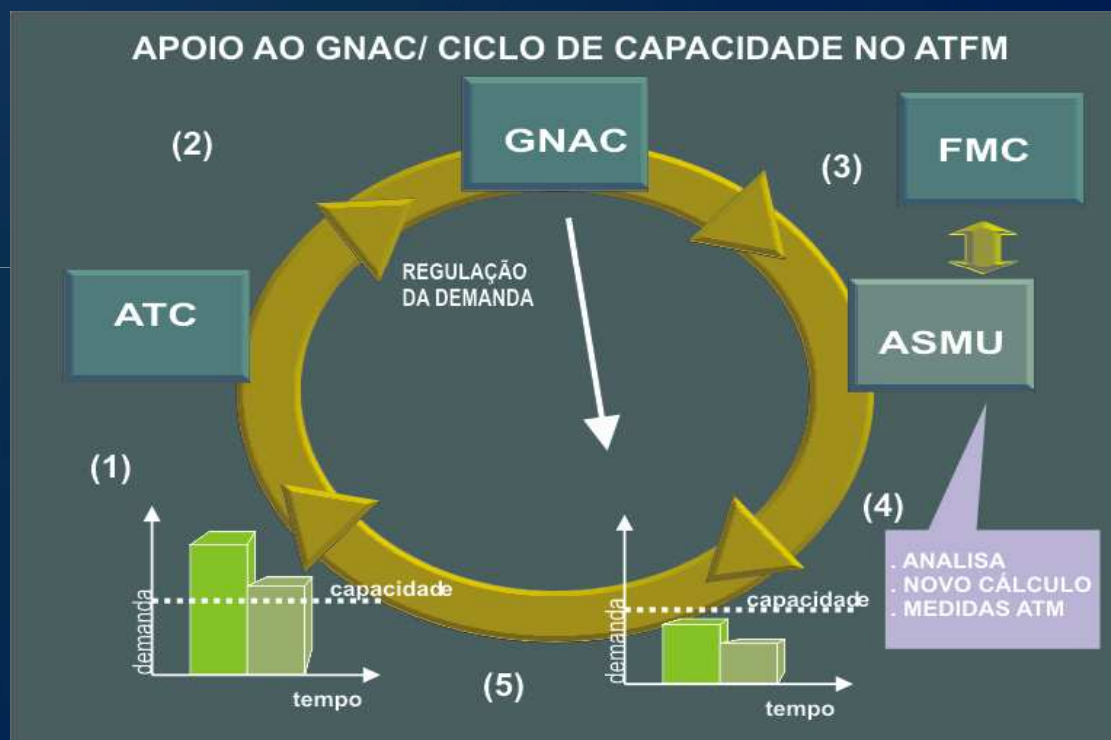 APOIO AO GNAC/ CICLO DE CAPACIDADE NO ATFM
(2)
GNAC
(3)
FMC
REGULAÇÃO
DA DEMANDA
ATC
ASMU
(1)
demanda
capacidade
tempo
(5)
demanda
capacidade
tempo
(4)
. ANALISA
. NOVO CÁLCULO
. MEDIDAS ATM